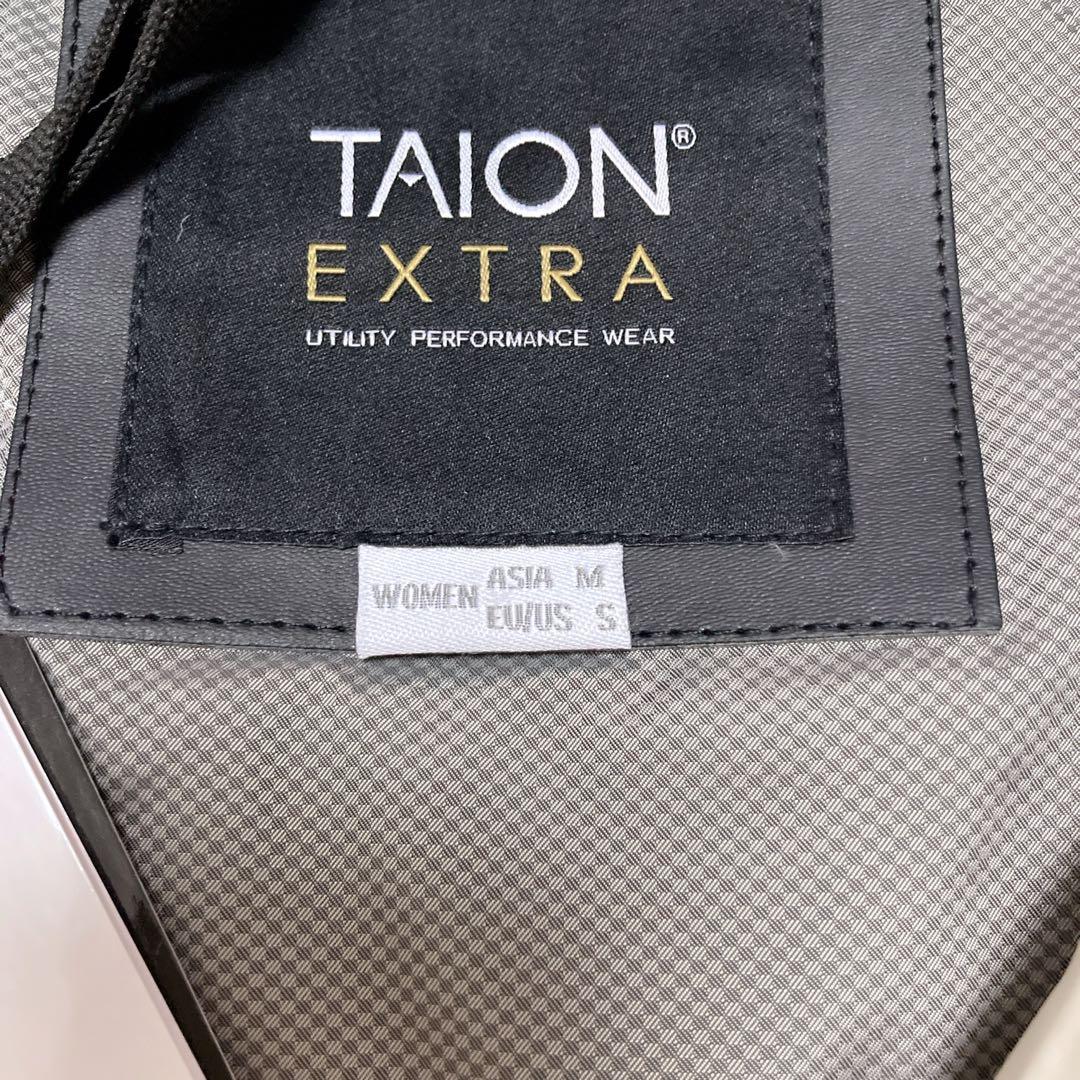 TAION®
EXTRA
UTILITY PERFORMANCE WEAR
WOMEN ASIA M
EU/US S